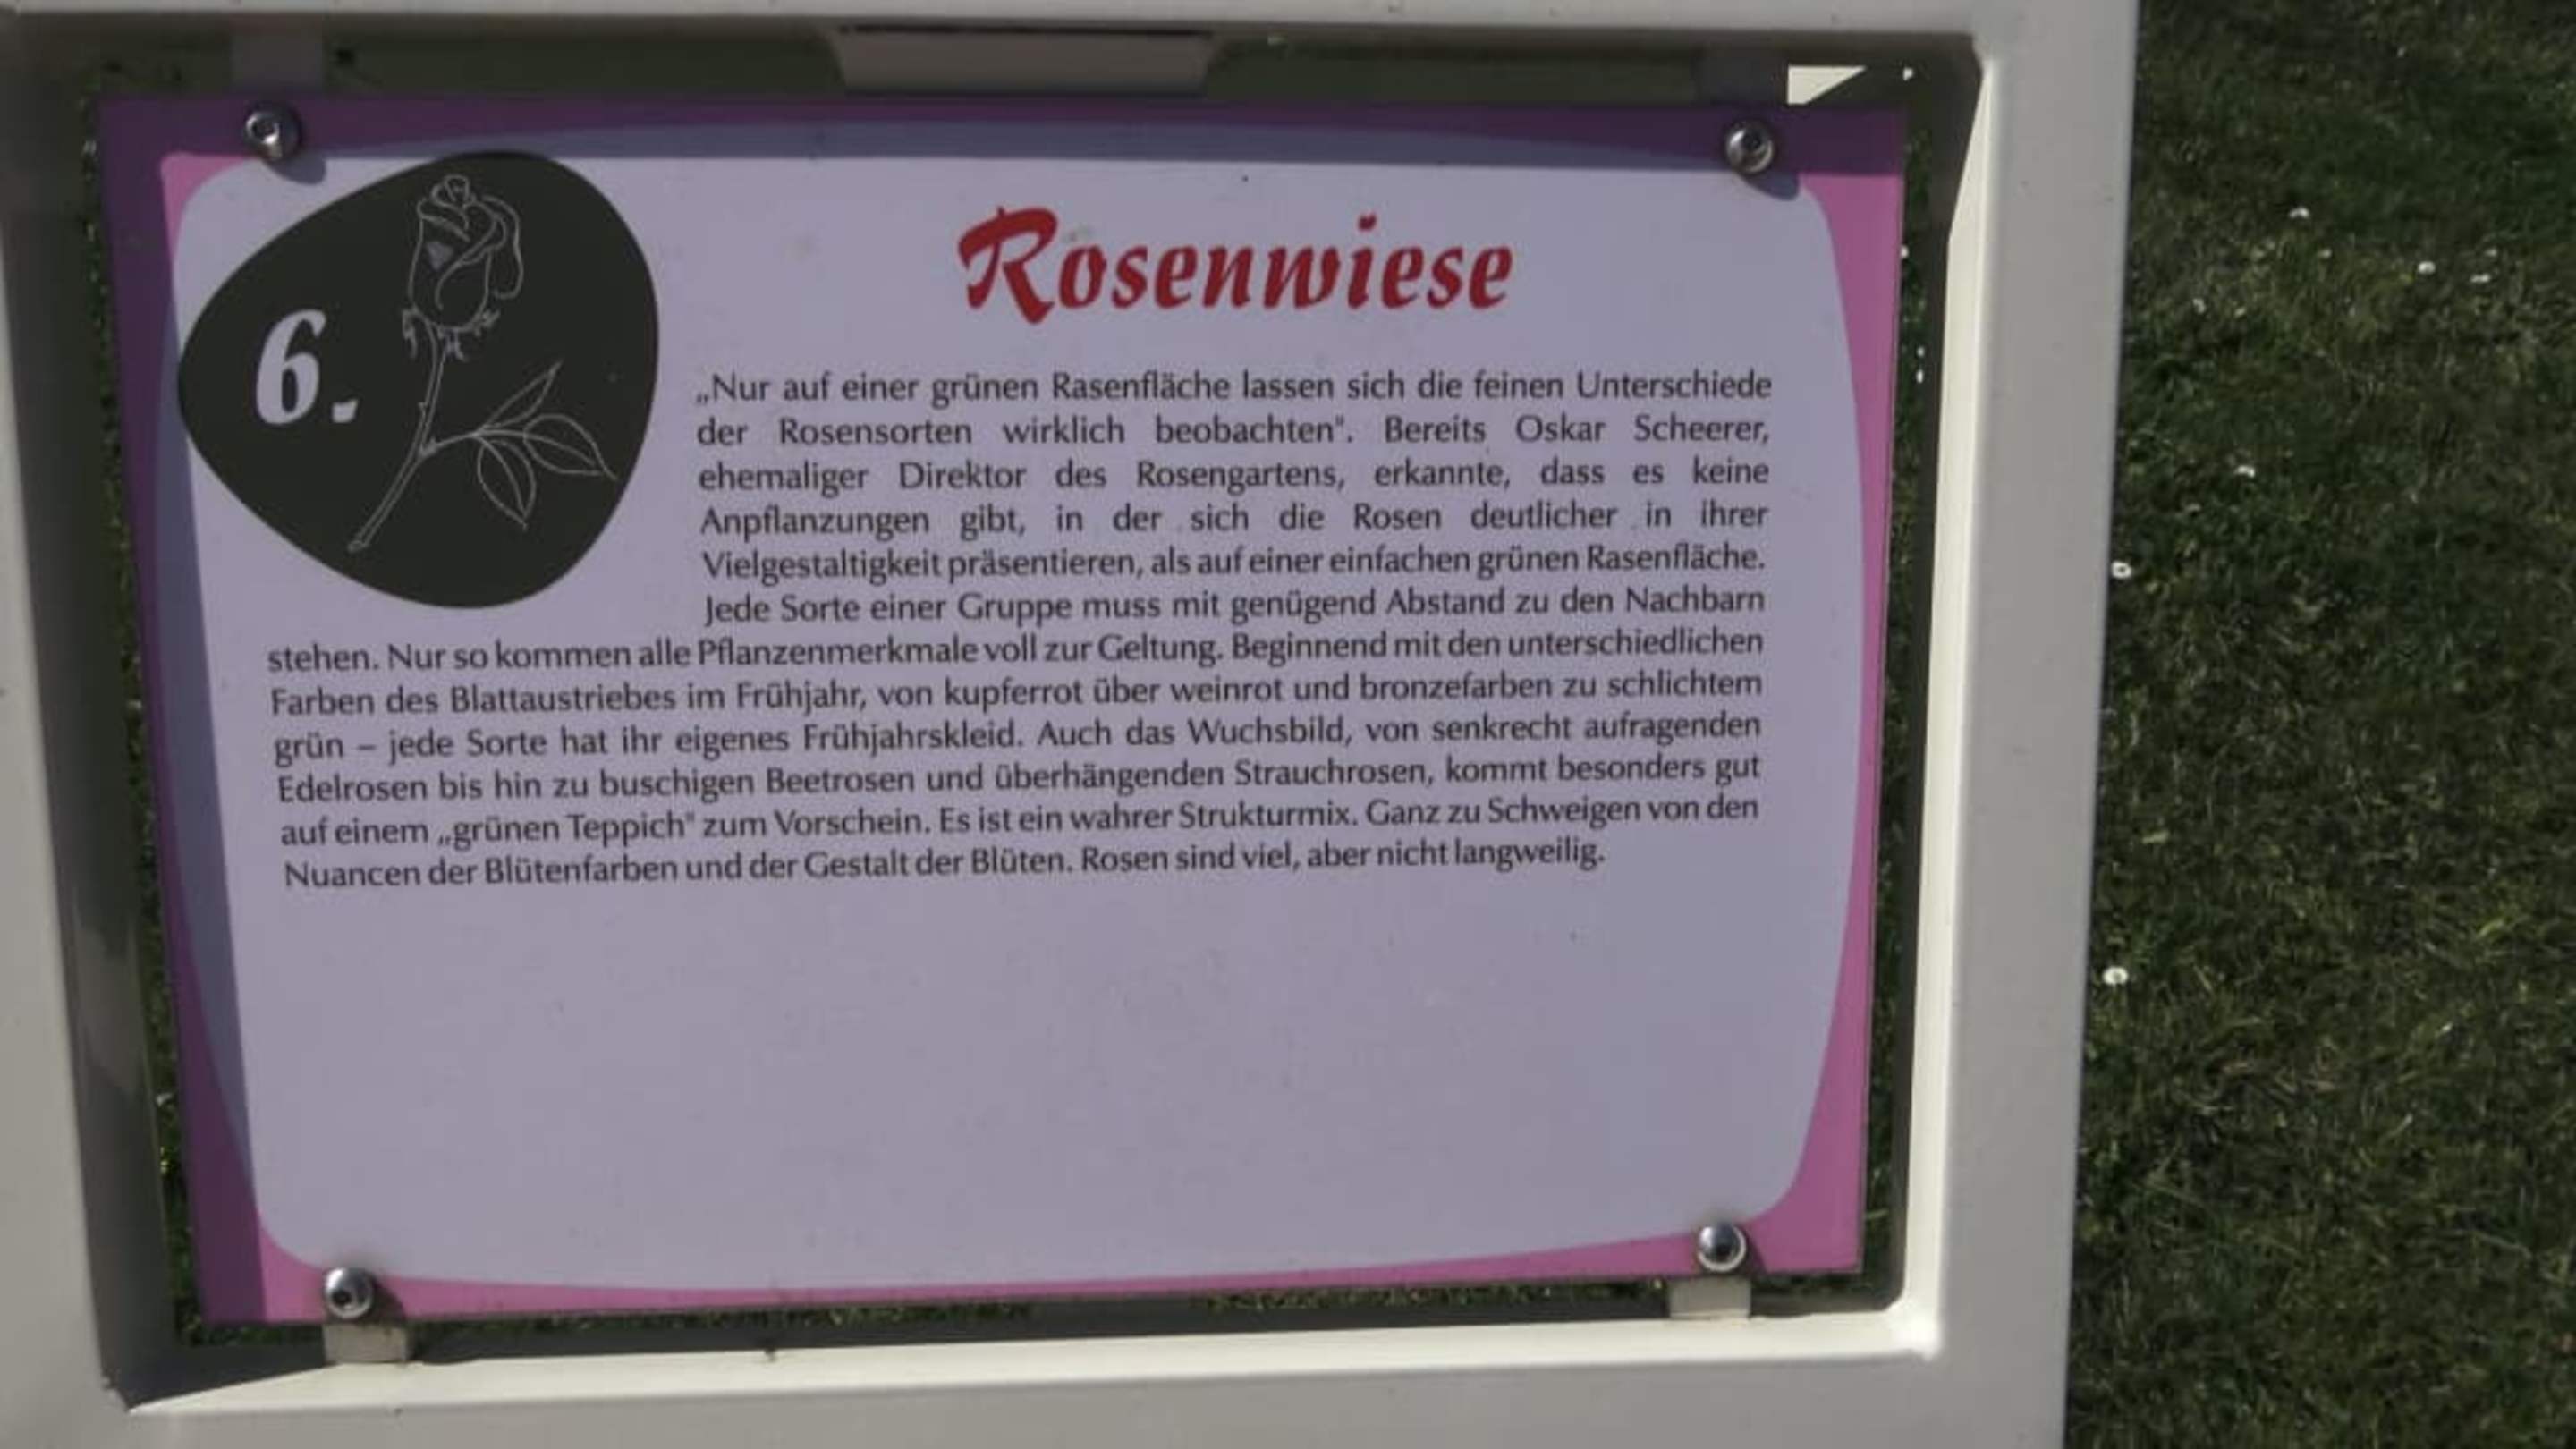 6.
Rosenwiese
„Nur auf einer grünen Rasenfläche lassen sich die feinen Unterschiede
der Rosensorten wirklich beobachten". Bereits Oskar Scheerer,
ehemaliger Direktor des Rosengartens, erkannte, dass es keine
Anpflanzungen gibt, in der sich die Rosen deutlicher in ihrer
Vielgestaltigkeit präsentieren, als auf einer einfachen grünen Rasenfläche.
Jede Sorte einer Gruppe muss mit genügend Abstand zu den Nachbarn
stehen. Nur so kommen alle Pflanzenmerkmale voll zur Geltung. Beginnend mit den unterschiedlichen
Farben des Blattaustriebes im Frühjahr, von kupferrot über weinrot und bronzefarben zu schlichtem
grün – jede Sorte hat ihr eigenes Frühjahrskleid. Auch das Wuchsbild, von senkrecht aufragenden
Edelrosen bis hin zu buschigen Beetrosen und überhängenden Strauchrosen, kommt besonders gut
auf einem „grünen Teppich" zum Vorschein. Es ist ein wahrer Strukturmix. Ganz zu Schweigen von den
Nuancen der Blütenfarben und der Gestalt der Blüten. Rosen sind viel, aber nicht langweilig.